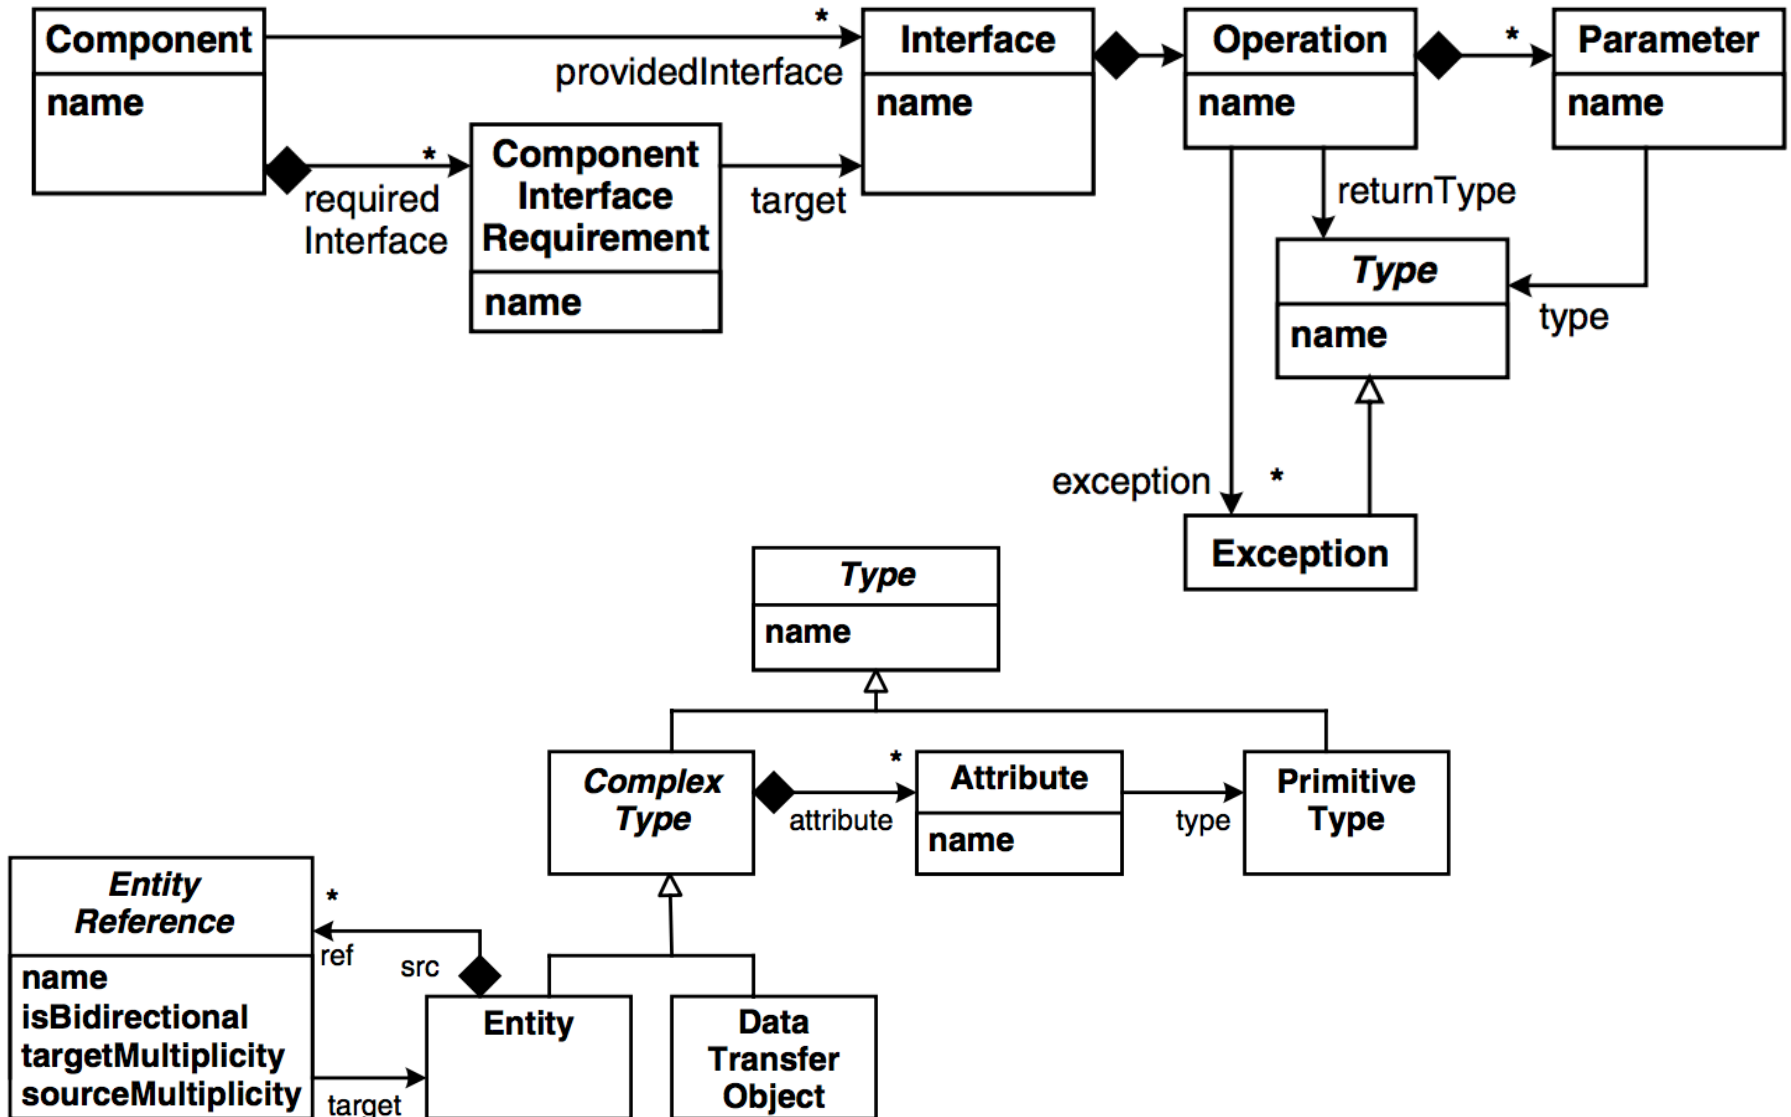 Component
name
*
providedInterface
Interface
name
Operation
name
*
Parameter
name
*
required
Interface
Component
Interface
Requirement
name
target
returnType
Type
name
type
exception
*
Exception
Type
name
Complex
Type
*
attribute
Attribute
name
type
Primitive
Type
Entity
Reference
name
isBidirectional
targetMultiplicity
sourceMultiplicity
*
ref
src
target
Entity
Data
Transfer
Object